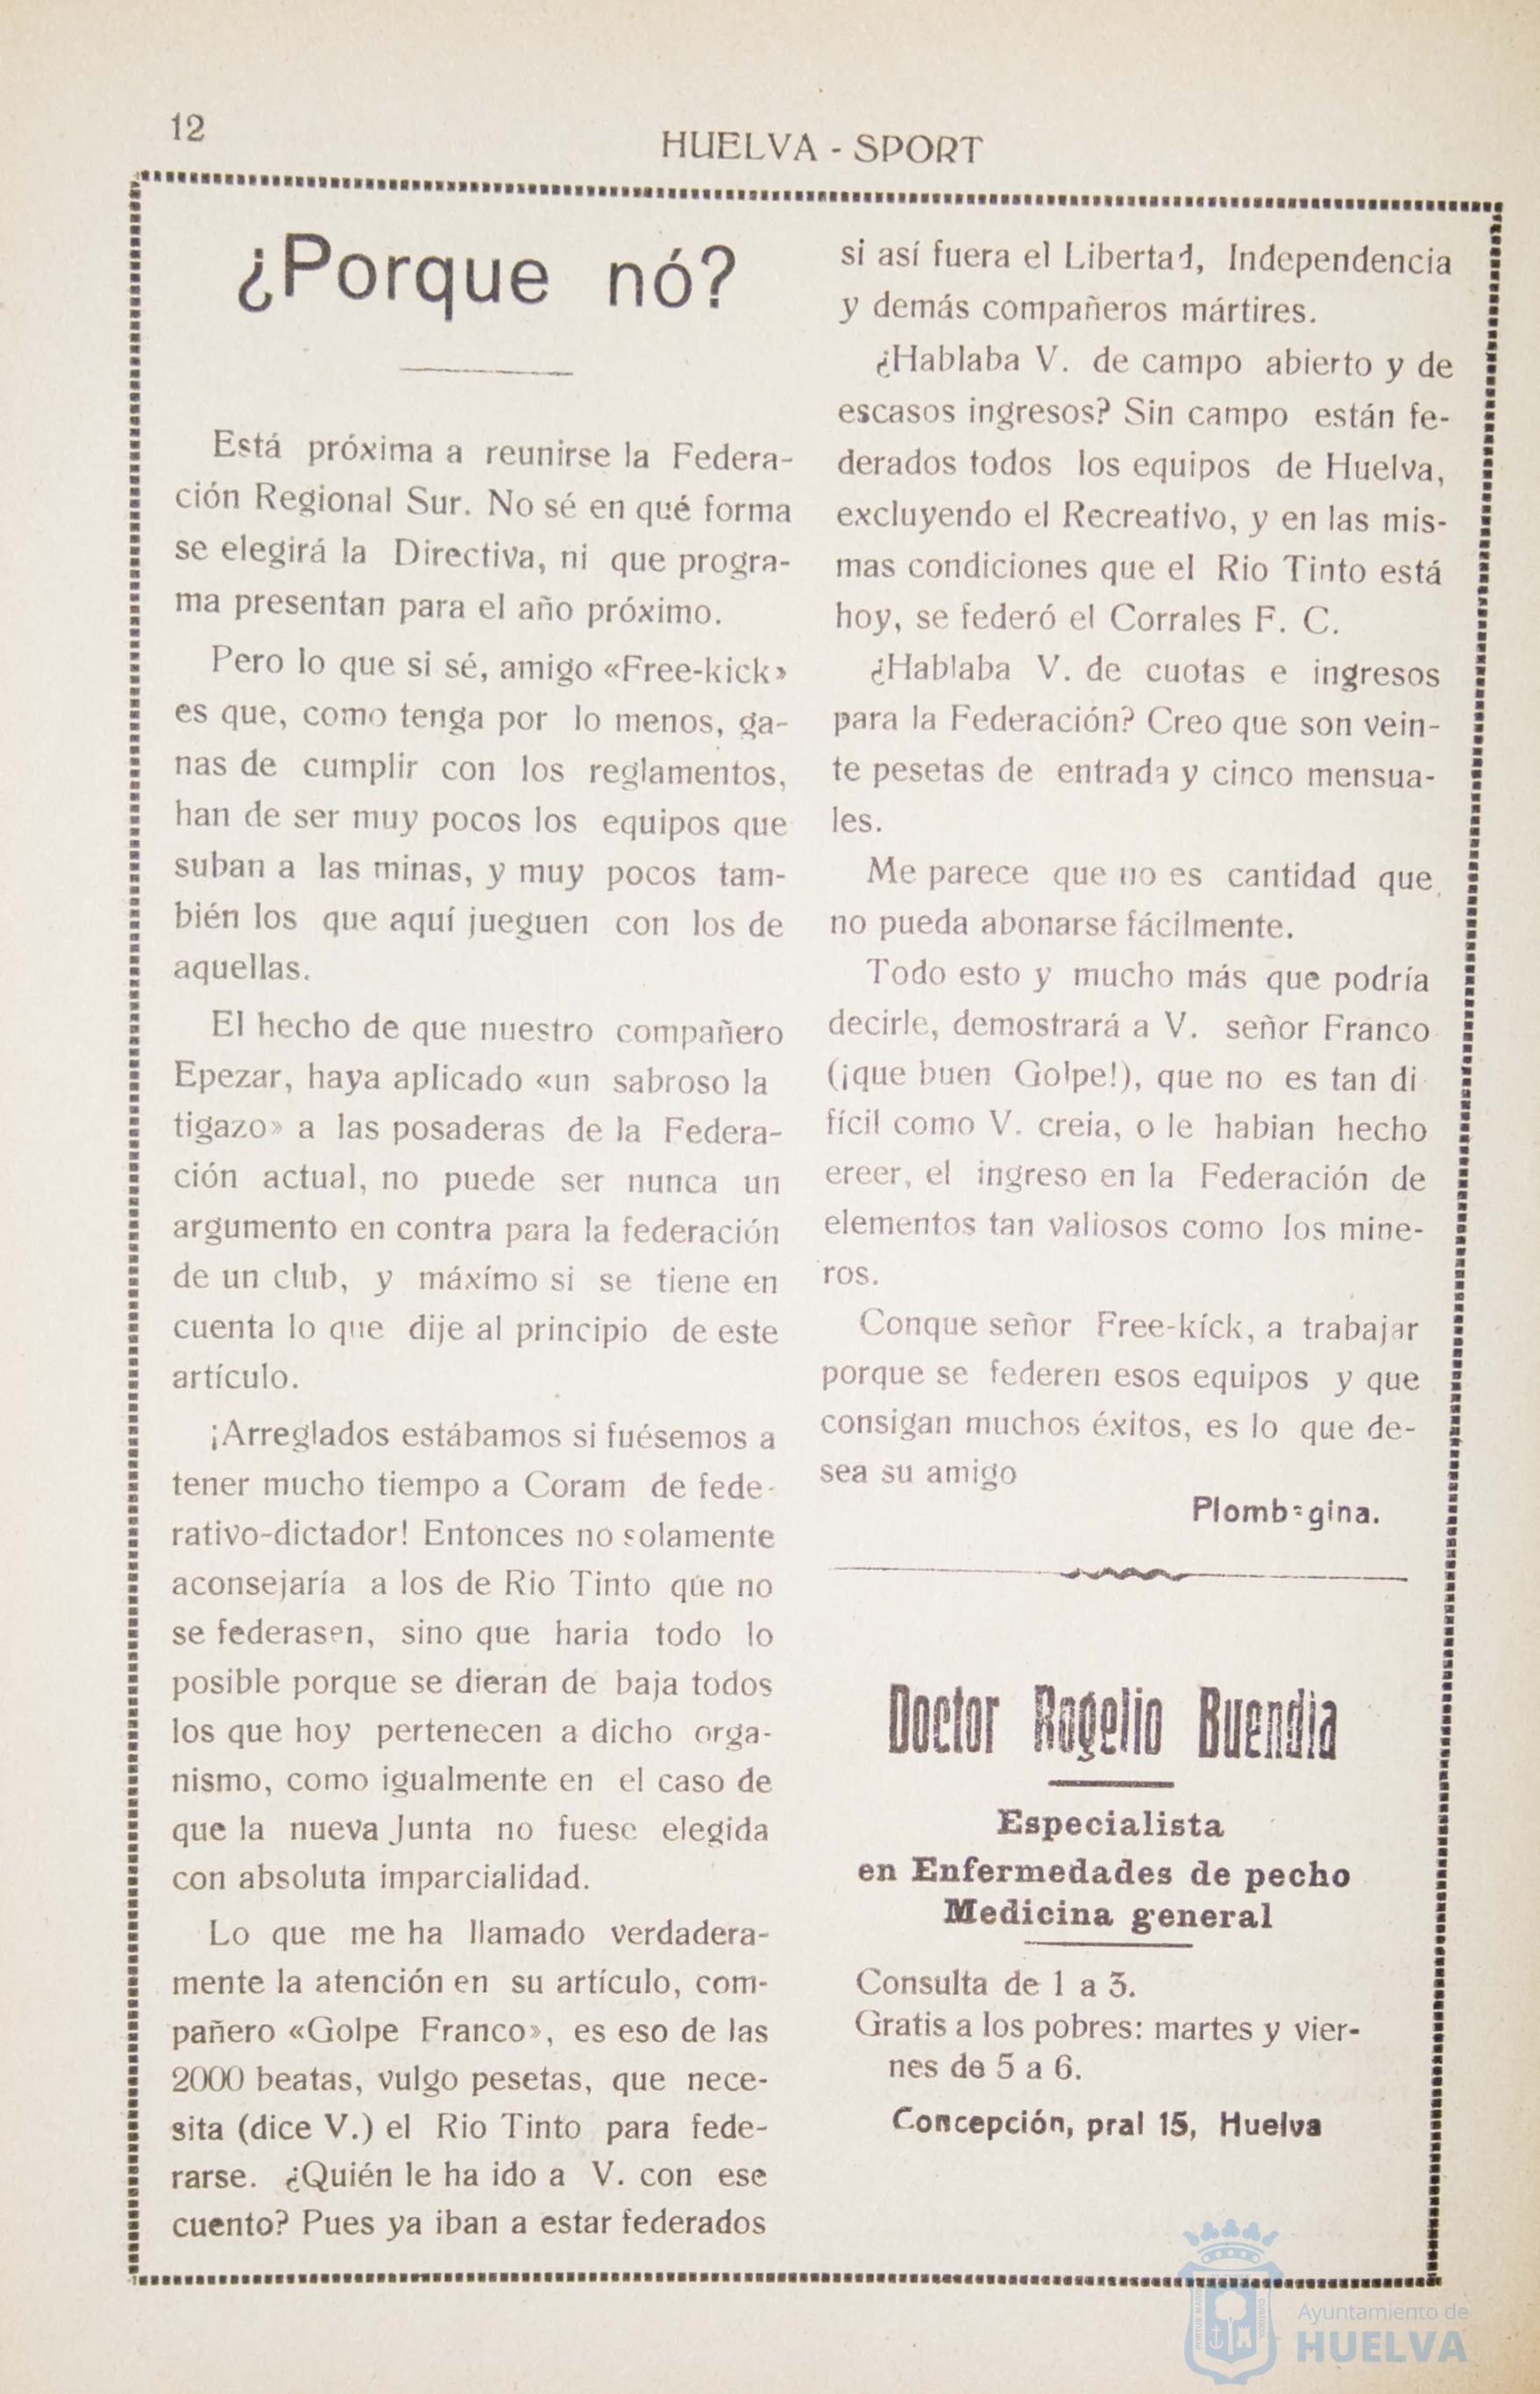 12
HUELVA - SPORT
¿Porque nó?
Está próxima a reunirse la Federa-
ción Regional Sur. No sé en qué forma
se elegirá la Directiva, ni que progra-
ma presentan para el año próximo.
Pero lo que si sé, amigo «Free-kick»
es que, como tenga por lo menos, ga-
nas de cumplir con los reglamentos,
han de ser muy pocos los equipos que
suban a las minas, y muy pocos tam-
bién los que aquí jueguen con los de
aquellas.
El hecho de que nuestro compañero
Epezar, haya aplicado «un sabroso la
tigazo» a las posaderas de la Federa-
ción actual, no puede ser nunca un
argumento en contra para la federación
de un club, y máxímo si se tiene en
cuenta lo que dije al principio de este
artículo.
¡Arreglados estábamos si fuésemos a
tener mucho tiempo a Coram de fede-
rativo-dictador! Entonces no solamente
aconsejaría a los de Rio Tinto que no
se federasen, sino que haria todo lo
posible porque se dieran de baja todos
los que hoy pertenecen a dicho orga-
nismo, como igualmente en el caso de
que la nueva Junta no fuese elegida
con absoluta imparcialidad.
Lo que me ha llamado verdadera-
mente la atención en su artículo, com-
pañero «Golpe Franco», es eso de las
2000 beatas, vulgo pesetas, que nece-
sita (dice V.) el Rio Tinto para fede-
rarse. ¿Quién le ha ido a V. con ese
cuento? Pues ya iban a estar federados
si así fuera el Libertad, Independencia
y demás compañeros mártires.
¿Hablaba V. de campo abierto y de
escasos ingresos? Sin campo están fe-
derados todos los equipos de Huelva,
excluyendo el Recreativo, y en las mis-
mas condiciones que el Rio Tinto está
hoy, se federó el Corrales F. C.
¿Hablaba V. de cuotas e ingresos
para la Federación? Creo que son vein-
te pesetas de entrada y cinco mensua-
les.
Me parece que no es cantidad que
no pueda abonarse fácilmente.
Todo esto y mucho más que podría
decirle, demostrará a V. señor Franco
(¡que buen Golpe!), que no es tan di
fícil como V. creia, o le habian hecho
ereer, el ingreso en la Federación de
elementos tan valiosos como los mine-
ros.
Conque señor Free-kíck, a trabajar
porque se federen esos equipos y que
consigan muchos éxitos, es lo que de-
sea su amigo
Plombagina.
Doctor Rogelio Buendia
Especialista
en Enfermedades de pecho
Medicina general
Consulta de 1 a 3.
Gratis a los pobres: martes y vier-
nes de 5 a 6.
Concepción, pral 15, Huelva
Ayuntamiento de
HUELVA